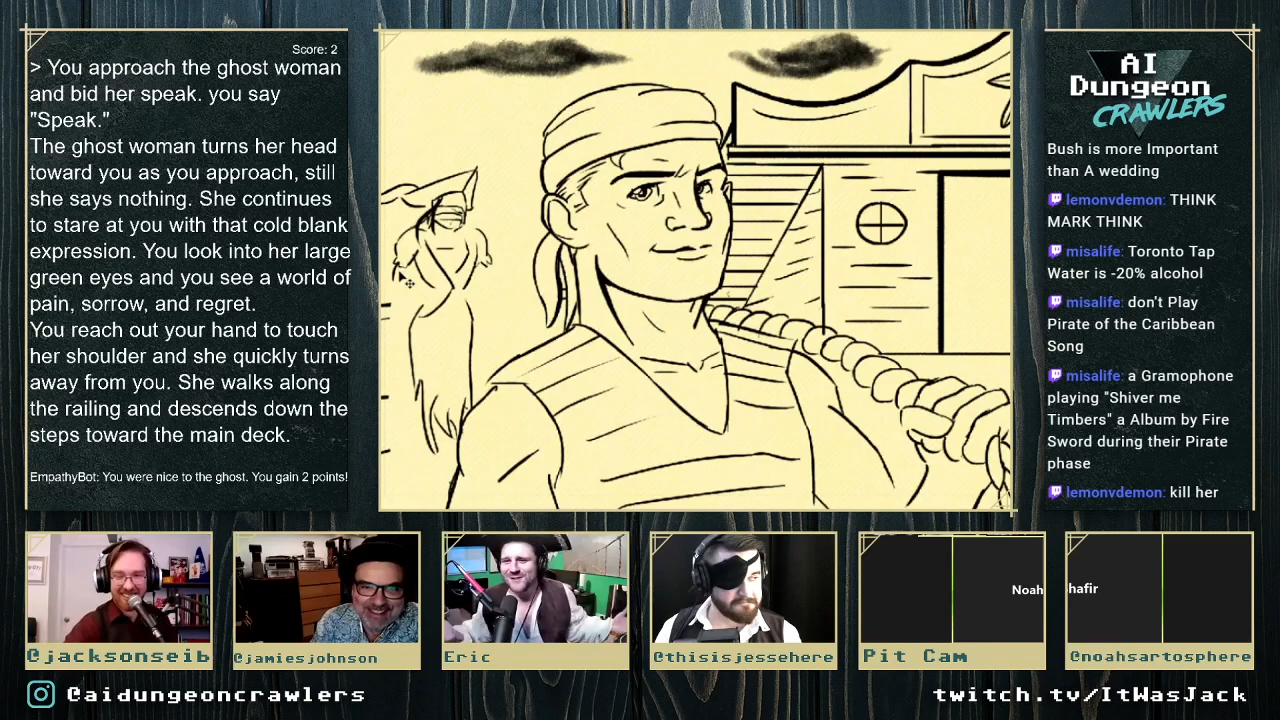 Score: 2
> You approach the ghost woman
and bid her speak. you say
"Speak."
The ghost woman turns her head
toward you as you approach, still
she says nothing. She continues
to stare at you with that cold blank
expression. You look into her large
green eyes and you see a world of
pain, sorrow, and regret.
You reach out your hand to touch
her shoulder and she quickly turns
away from you. She walks along
the railing and descends down the
steps toward the main deck.
EmpathyBot: You were nice to the ghost. You gain 2 points!
AI
Dungeon
CRAWLERS
Bush is more Important
than A wedding
lemonvdemon: THINK
MARK THINK
misalife: Toronto Tap
Water is -20% alcohol
misalife: don't Play
Pirate of the Caribbean
Song
misalife: a Gramophone
playing "Shiver me
Timbers" a Album by Fire
Sword during their Pirate
phase
lemonvdemon: kill her
Noah
hafir
@jacksonseib
@jamiesjohnson
Eric
@thisisjessehere
Pit Cam
@noahsartosphere
@aidungeoncrawlers
twitch.tv/ItWasJack